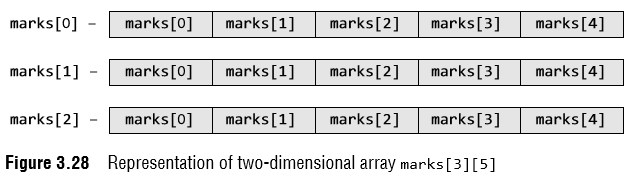 marks[0] – marks[0] marks[1] marks[2] marks[3] marks[4]
marks[1] – marks[0] marks[1] marks[2] marks[3] marks[4]
marks[2] – marks[0] marks[1] marks[2] marks[3] marks[4]
Figure 3.28 Representation of two-dimensional array marks[3][5]